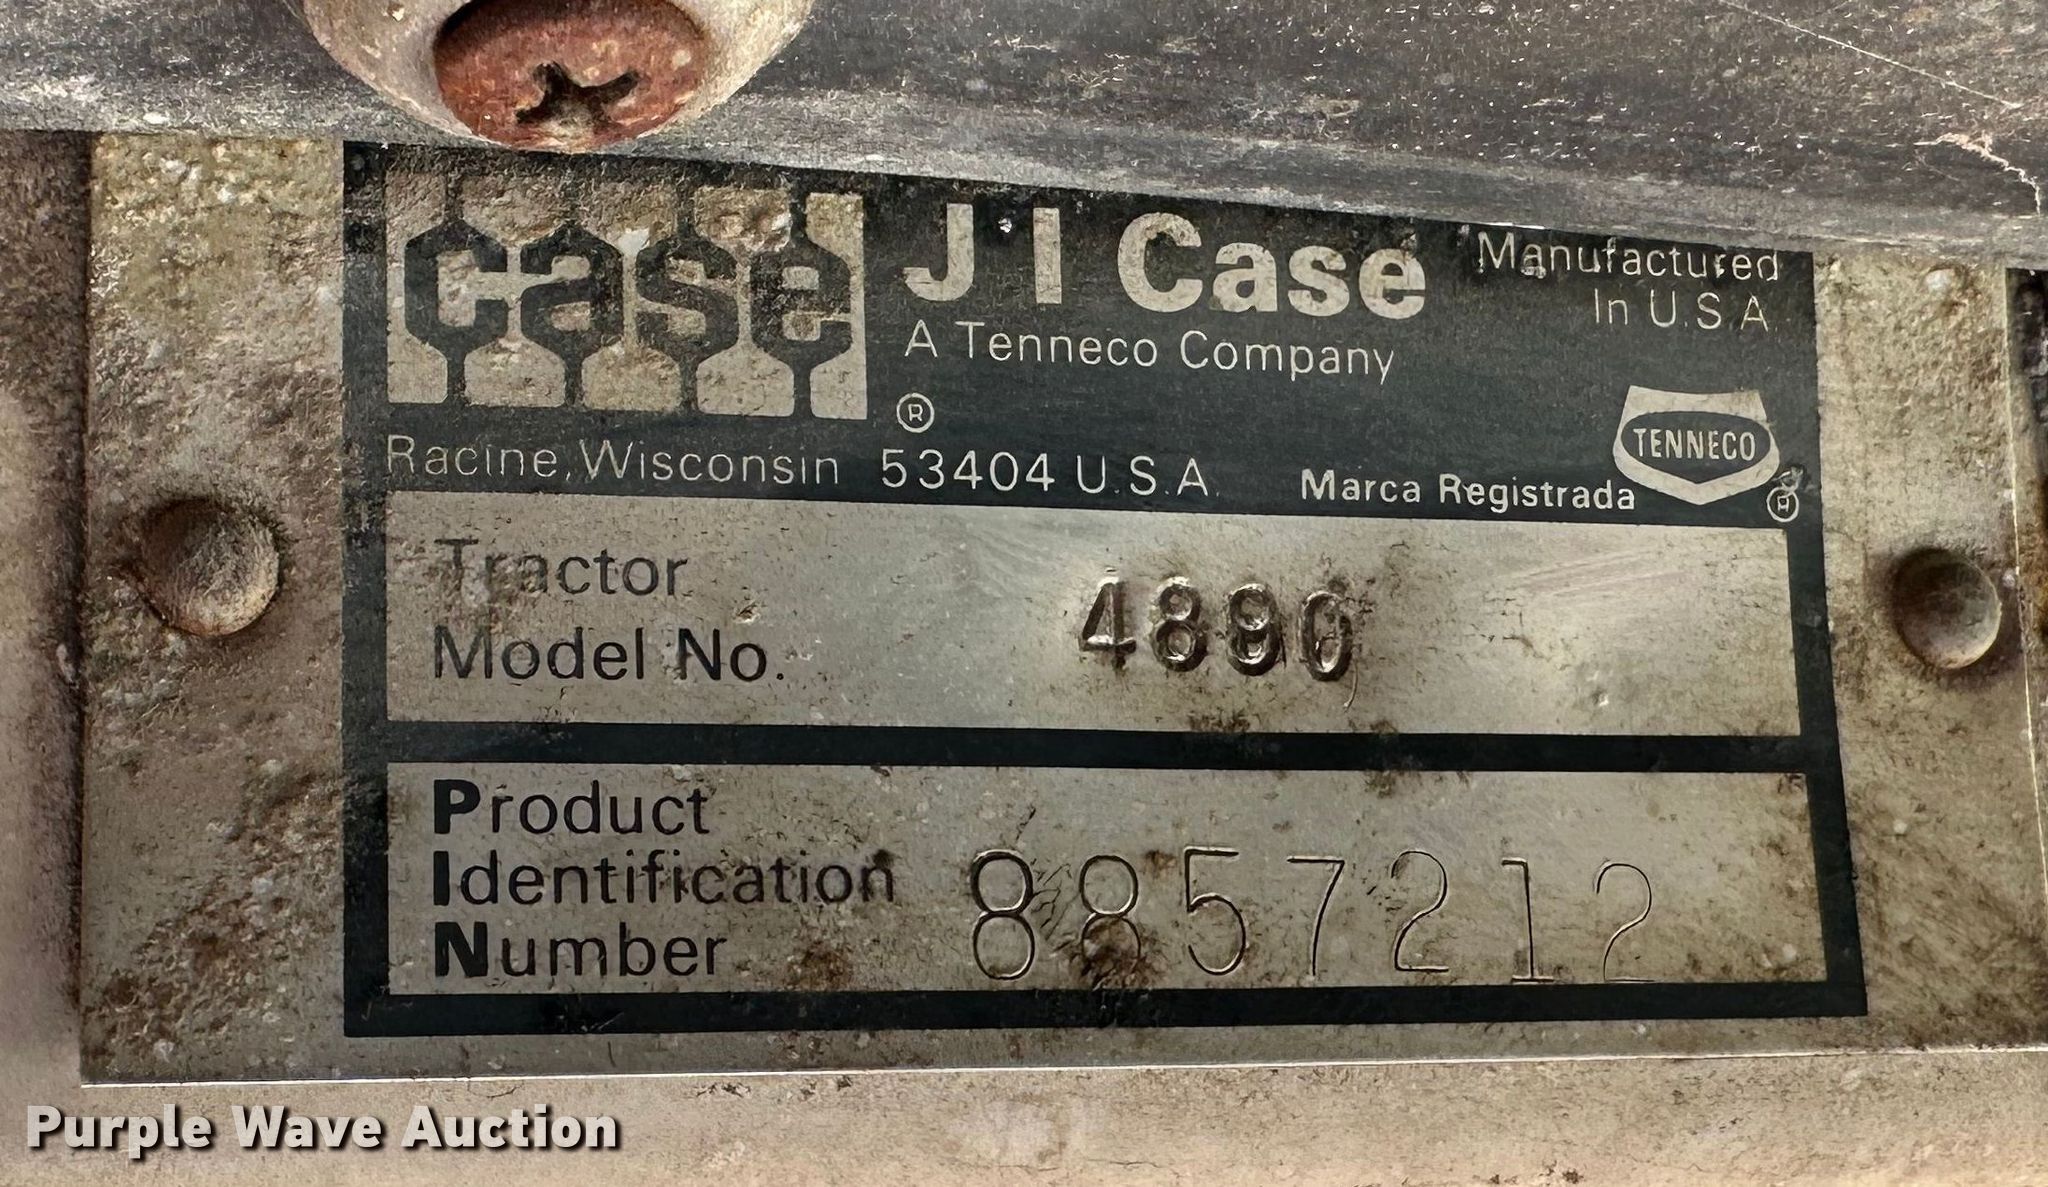 case
J I Case
Manufactured
In U.S.A.
A Tenneco Company
®
TENNECO
®
Racine, Wisconsin 53404 U.S.A.
Marca Registrada
Tractor
Model No.
4890
Product
Identification
Number
8857212
Purple Wave Auction